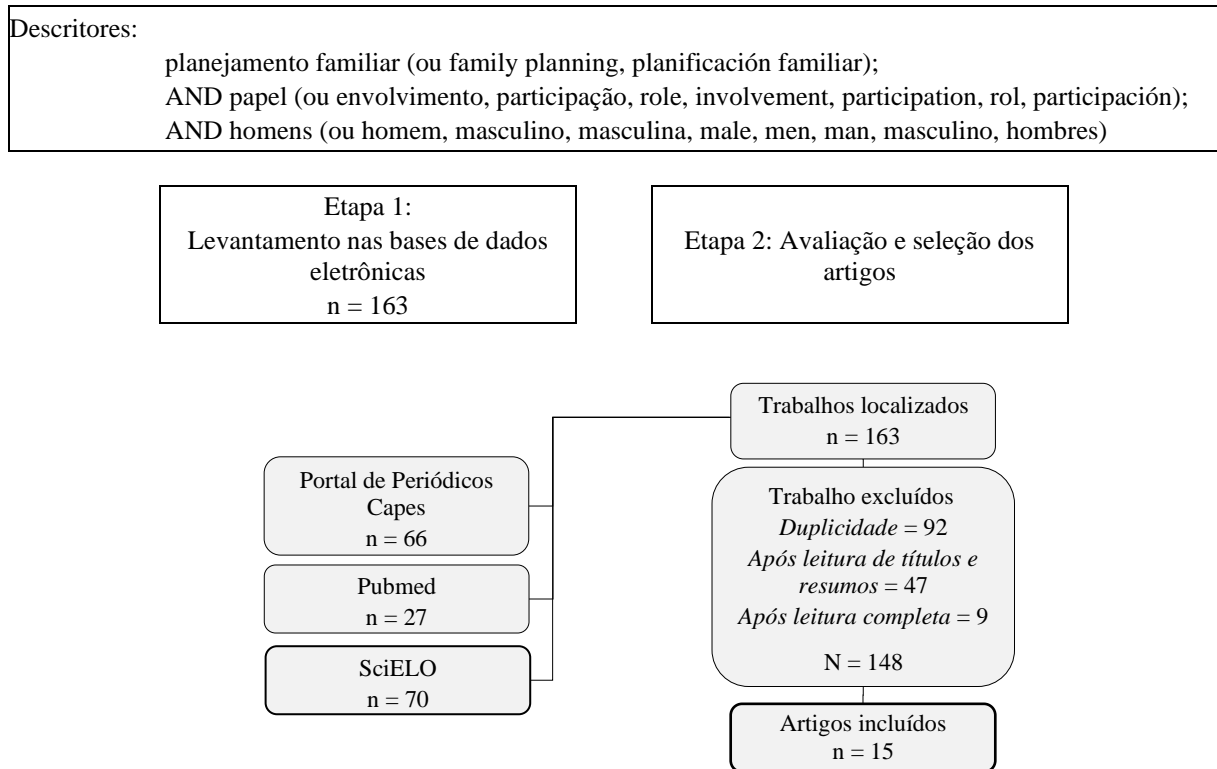 Descritores:
planejamento familiar (ou family planning, planificación familiar);
AND papel (ou envolvimento, participação, role, involvement, participation, rol, participación);
AND homens (ou homem, masculino, masculina, male, men, man, masculino, hombres)
Etapa 1:
Levantamento nas bases de dados
eletrônicas
n = 163
Etapa 2: Avaliação e seleção dos
artigos
Portal de Periódicos
Capes
n = 66
Pubmed
n = 27
SciELO
n = 70
Trabalhos localizados
n = 163
Trabalho excluídos
Duplicidade = 92
Após leitura de títulos e
resumos = 47
Após leitura completa = 9
N = 148
Artigos incluídos
n = 15